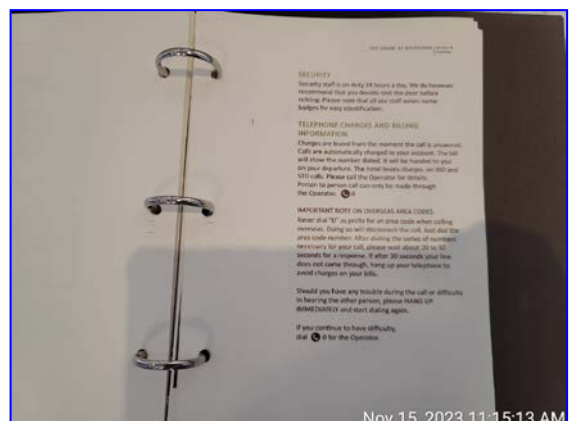 SECURITY
Security staff is on duty 24 hours a day. We do however
recommend that you double lock the door before
retiring. Please note that all our staff wears name
badges for easy identification.
TELEPHONE CHARGES AND BILLING
INFORMATION
Charges are levied from the moment the call is answered.
Calls are automatically charged to your account. The bill
will show the number dialed. It will be handed to you
on your departure. The hotel levies charges on IDD and
STD calls. Please call the Operator for details.
Person to person call can only be made through
the Operator. 0
IMPORTANT NOTE ON OVERSEAS AREA CODES
Never dial "0" as prefix for an area code when calling
overseas. Doing so will disconnect the call. Just dial the
area code number. After dialing the series of numbers
necessary for your call, please wait about 20 to 30
seconds for a response. If after 30 seconds your line
does not come through, hang up your telephone to
avoid charges on your bills.
Should you have any trouble during the call or difficulty
in hearing the other person, please HANG UP
IMMEDIATELY and start dialing again.
If you continue to have difficulty,
dial 0 for the Operator.
Nov 15, 2023 11:15:13 AM